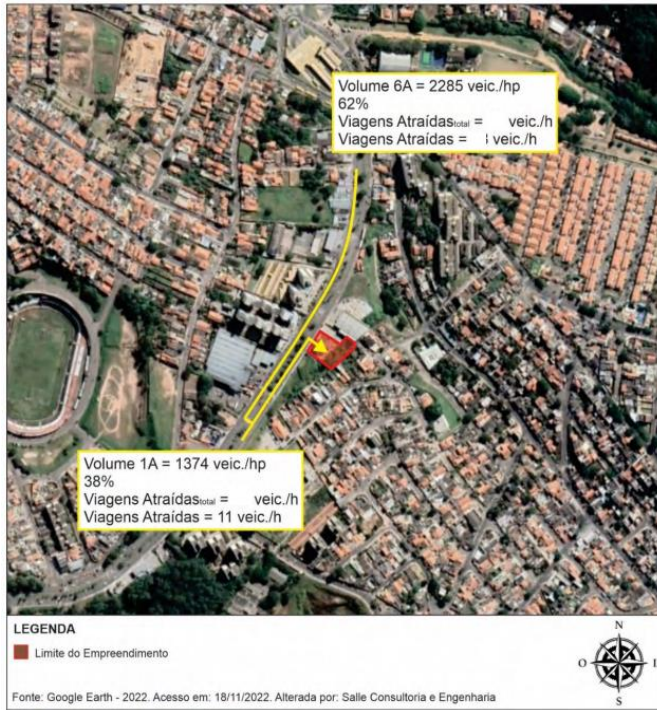 Volume 6A = 2285 veic./hp
62%
Viagens Atraídastotal = veic./h
Viagens Atraídas = veic./h
Volume 1A = 1374 veic./hp
38%
Viagens Atraídastotal = veic./h
Viagens Atraídas = 11 veic./h
LEGENDA
Limite do Empreendimento
N
O
S
Fonte: Google Earth - 2022. Acesso em: 18/11/2022. Alterada por: Salle Consultoria e Engenharia